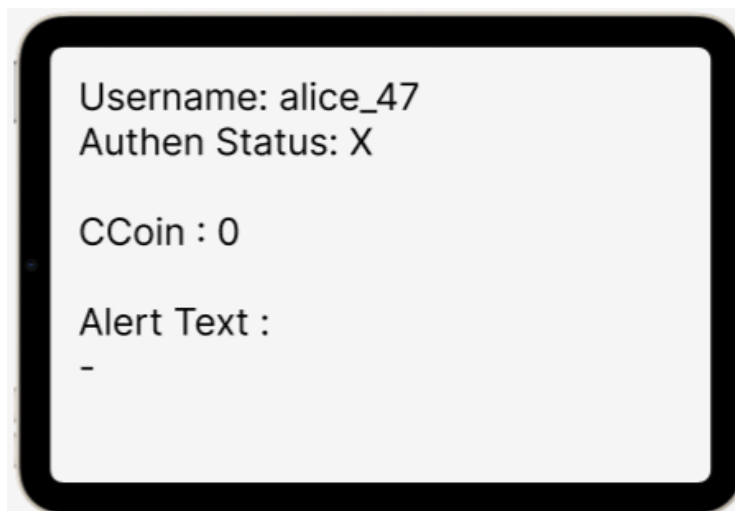 Username: alice_47
Authen Status: X
CCoin : 0
Alert Text :
-